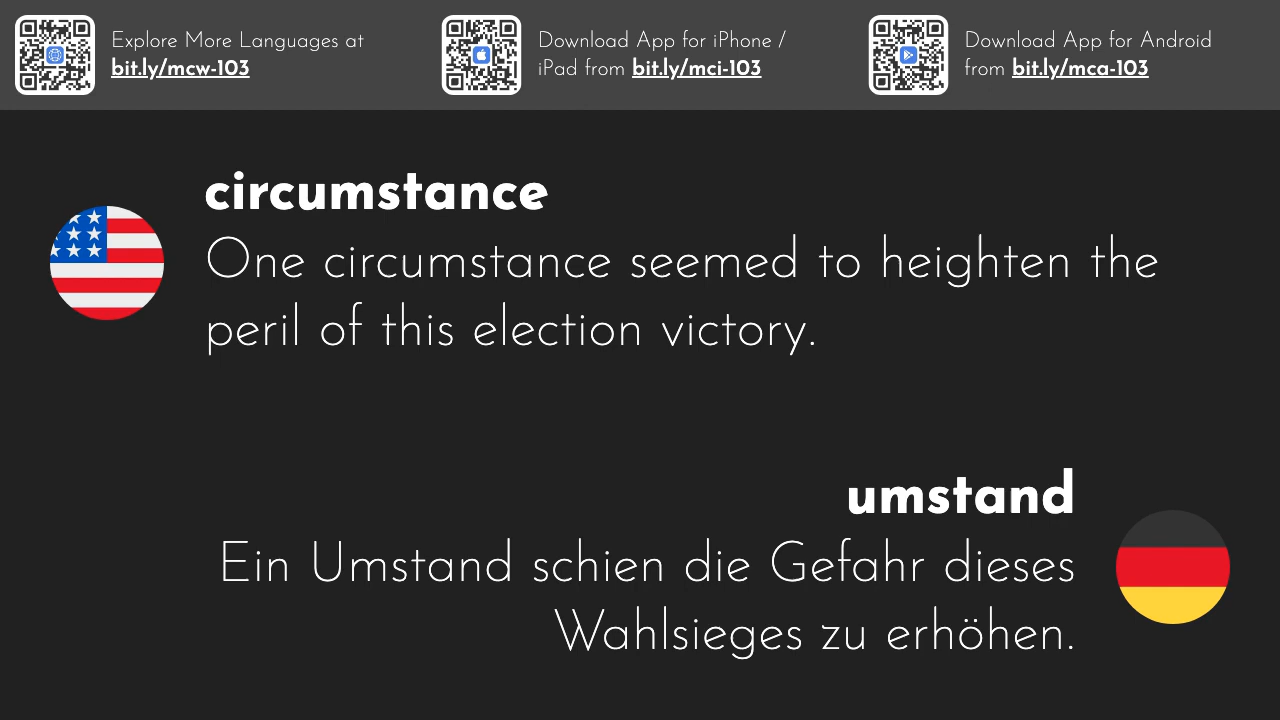 Explore More Languages at
bit.ly/mcw-103
Download App for iPhone /
iPad from bit.ly/mci-103
Download App for Android
from bit.ly/mca-103
circumstance
One circumstance seemed to heighten the
peril of this election victory.
umstand
Ein Umstand schien die Gefahr dieses
Wahlsieges zu erhöhen.